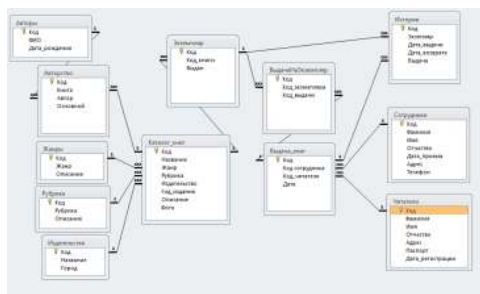 Авторы
Код
ФИО
Дата_рождения
Авторство
Код
Книга
Автор
Основной
Жанры
Код
Жанр
Описание
Рубрика
Код
Рубрика
Описание
Издательства
Код
Название
Город
Экземпляр
Код
Код_книги
Выдан
Каталог_книг
Код
Название
Жанр
Рубрика
Издательство
Год_издания
Описание
Фото
ВыдачаНаЭкземпляр
Код
Код_экземпляра
Код_выдачи
Выдача_книг
Код
Код_сотрудника
Код_читателя
Дата
История
Код
Экземпляр
Дата_выдачи
Дата_возврата
Выдача
Сотрудники
Код
Фамилия
Имя
Отчество
Дата_приема
Адрес
Телефон
Читатели
Код
Фамилия
Имя
Отчество
Адрес
Паспорт
Дата_регистрации